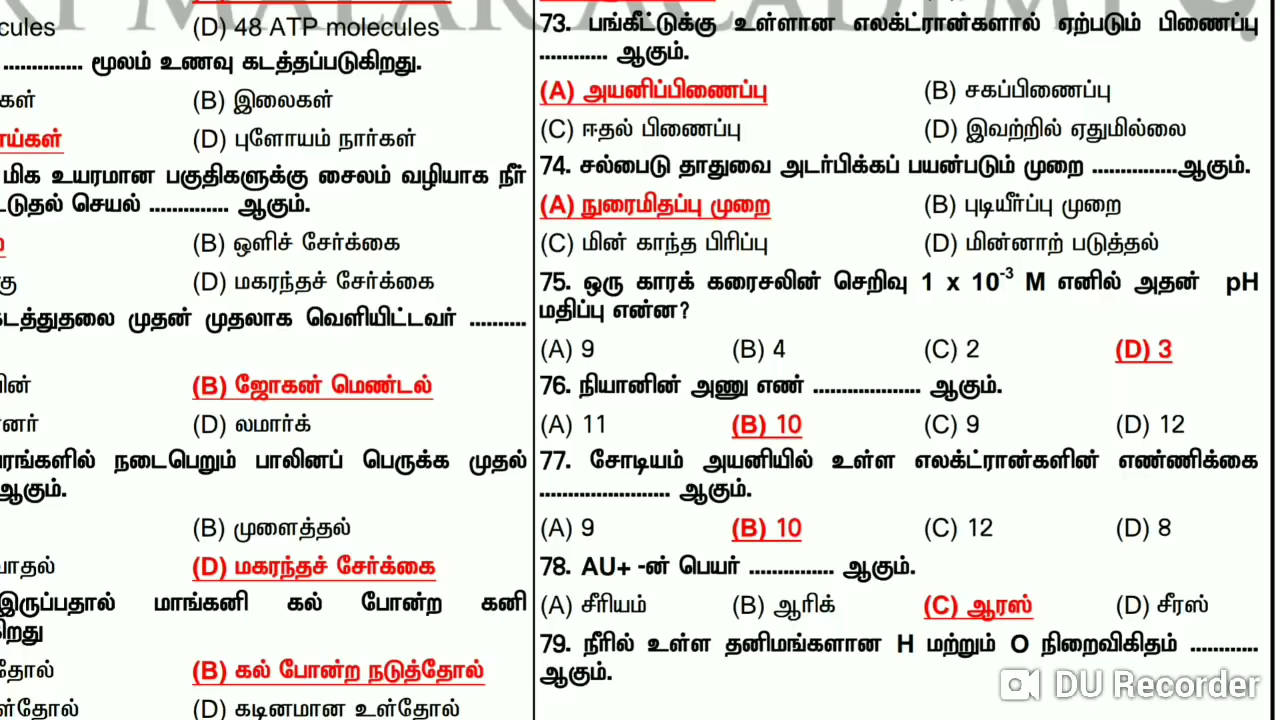 cules (D) 48 ATP molecules
.............. மூலம் உணவு கடத்தப்படுகிறது.
கள் (B) இலைகள்
ாய்கள் (D) புளோயம் நார்கள்
மிக உயரமான பகுதிகளுக்கு சைலம் வழியாக நீர்
டுதல் செயல் .............. ஆகும்.
(B) ஒளிச் சேர்க்கை
கு (D) மகரந்தச் சேர்க்கை
கடத்துதலை முதன் முதலாக வெளியிட்டவர் ..........
பின் (B) ஜோகன் மெண்டல்
னர் (D) லமார்க்
ரங்களில் நடைபெறும் பாலினப் பெருக்க முதல்
ஆகும்.
(B) முளைத்தல்
வாதல் (D) மகரந்தச் சேர்க்கை
இருப்பதால் மாங்கனி கல் போன்ற கனி
கிறது
தோல் (B) கல் போன்ற நடுத்தோல்
ள்தோல் (D) கடினமான உள்தோல்
73. பங்கீட்டுக்கு உள்ளான எலக்ட்ரான்களால் ஏற்படும் பிணைப்பு
............ ஆகும்.
(A) அயனிப்பிணைப்பு (B) சகப்பிணைப்பு
(C) ஈதல் பிணைப்பு (D) இவற்றில் ஏதுமில்லை
74. சல்பைடு தாதுவை அடர்பிக்கப் பயன்படும் முறை ...............ஆகும்.
(A) நுரைமிதப்பு முறை (B) புடியீர்ப்பு முறை
(C) மின் காந்த பிரிப்பு (D) மின்னாற் படுத்தல்
75. ஒரு காரக் கரைசலின் செறிவு 1 x 10⁻³ M எனில் அதன் pH
மதிப்பு என்ன?
(A) 9 (B) 4 (C) 2 (D) 3
76. நியானின் அணு எண் ................... ஆகும்.
(A) 11 (B) 10 (C) 9 (D) 12
77. சோடியம் அயனியில் உள்ள எலக்ட்ரான்களின் எண்ணிக்கை
....................... ஆகும்.
(A) 9 (B) 10 (C) 12 (D) 8
78. AU+ -ன் பெயர் ............... ஆகும்.
(A) சீரியம் (B) ஆரிக் (C) ஆரஸ் (D) சீரஸ்
79. நீரில் உள்ள தனிமங்களான H மற்றும் O நிறைவிகிதம் ............
ஆகும்.
DU Recorder